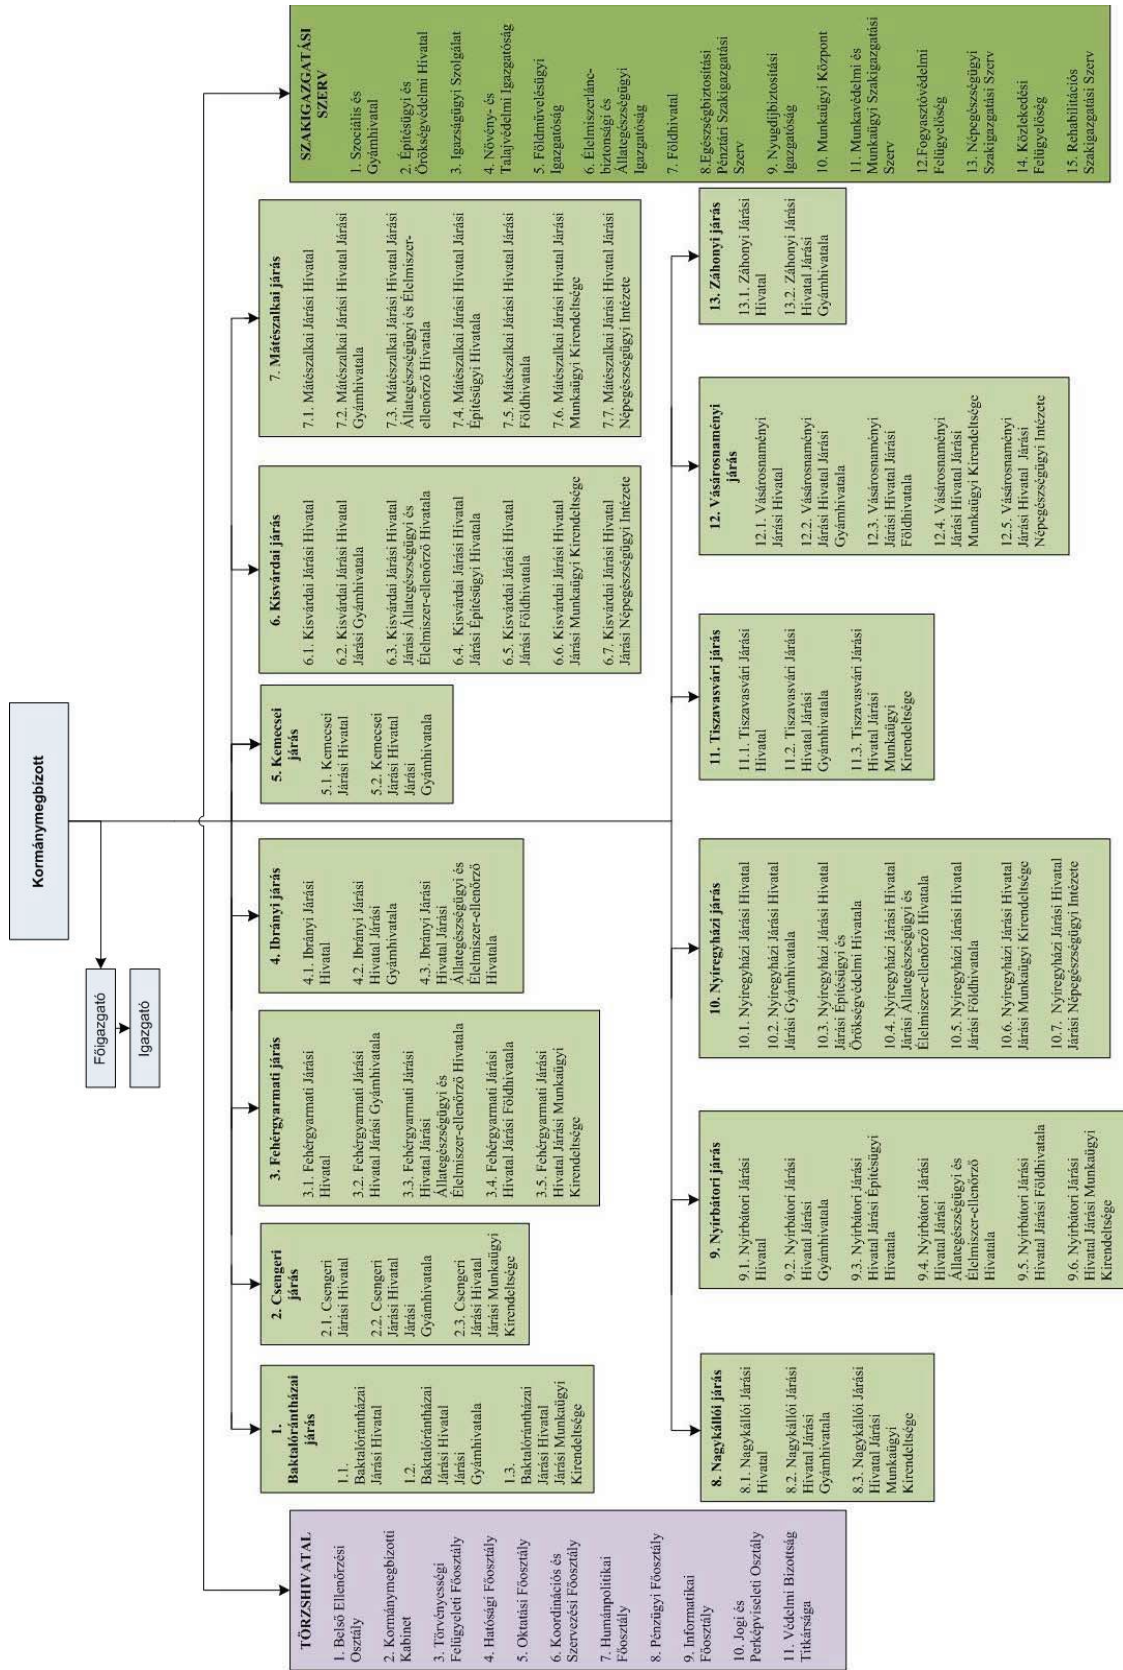 Kormánymegbízott
Főigazgató
Igazgató
TÖRZSHIVATAL
1. Belső Ellenőrzési
Osztály
2. Kormánymegbízotti
Kabinet
3. Törvényességi
Felügyeleti Főosztály
4. Hatósági Főosztály
5. Oktatási Főosztály
6. Koordinációs és
Szervezési Főosztály
7. Humánpolitikai
Főosztály
8. Pénzügyi Főosztály
9. Informatikai
Főosztály
10. Jogi és
Perképviseleti Osztály
11. Védelmi Bizottság
Titkársága
1.
Baktalórántházai
járás
1.1.
Baktalórántházai
Járási Hivatal
1.2.
Baktalórántházai
Járási Hivatal
Járási
Gyámhivatala
1.3.
Baktalórántházai
Járási Hivatal
Járási Munkaügyi
Kirendeltsége
2. Csengeri
járás
2.1. Csengeri
Járási Hivatal
2.2. Csengeri
Járási Hivatal
Járási
Gyámhivatala
2.3. Csengeri
Járási Hivatal
Járási Munkaügyi
Kirendeltsége
3. Fehérgyarmati járás
3.1. Fehérgyarmati Járási
Hivatal
3.2. Fehérgyarmati Járási
Hivatal Járási Gyámhivatala
3.3. Fehérgyarmati Járási
Hivatal Járási
Állategészségügyi és
Élelmiszer-ellenőrző Hivatala
3.4. Fehérgyarmati Járási
Hivatal Járási Földhivatala
3.5. Fehérgyarmati Járási
Hivatal Járási Munkaügyi
Kirendeltsége
4. Ibrányi járás
4.1. Ibrányi Járási
Hivatal
4.2. Ibrányi Járási
Hivatal Járási
Gyámhivatala
4.3. Ibrányi Járási
Hivatal Járási
Állategészségügyi és
Élelmiszer-ellenőrző
Hivatal
5. Kemecsei
járás
5.1. Kemecsei
Járási Hivatal
5.2. Kemecsei
Járási Hivatal
Járási
Gyámhivatala
6. Kisvárdai járás
6.1. Kisvárdai Járási Hivatal
6.2. Kisvárdai Járási Hivatal
Járási Gyámhivatala
6.3. Kisvárdai Járási Hivatal
Járási Állategészségügyi és
Élelmiszer-ellenőrző Hivatala
6.4. Kisvárdai Járási Hivatal
Járási Építésügyi Hivatala
6.5. Kisvárdai Járási Hivatal
Járási Földhivatala
6.6. Kisvárdai Járási Hivatal
Járási Munkaügyi Kirendeltsége
6.7. Kisvárdai Járási Hivatal
Járási Népegészségügyi Intézete
7. Mátészalkai járás
7.1. Mátészalkai Járási Hivatal
7.2. Mátészalkai Járási Hivatal Járási
Gyámhivatala
7.3. Mátészalkai Járási Hivatal Járási
Állategészségügyi és Élelmiszer-
ellenőrző Hivatala
7.4. Mátészalkai Járási Hivatal Járási
Építésügyi Hivatala
7.5. Mátészalkai Járási Hivatal Járási
Földhivatala
7.6. Mátészalkai Járási Hivatal Járási
Munkaügyi Kirendeltsége
7.7. Mátészalkai Járási Hivatal Járási
Népegészségügyi Intézete
SZAKIGAZGATÁSI
SZERV
1. Szociális és
Gyámhivatal
2. Építésügyi és
Örökségvédelmi Hivatal
3. Igazságügyi Szolgálat
4. Növény- és
Talajvédelmi Igazgatóság
5. Földművelésügyi
Igazgatóság
6. Élelmiszerlánc-
biztonsági és
Állategészségügyi
Igazgatóság
7. Földhivatal
8.Egészségbiztosítási
Pénztári Szakigazgatási
Szerv
9. Nyugdíjbiztosítási
Igazgatóság
10. Munkaügyi Központ
11. Munkavédelmi és
Munkaügyi Szakigazgatási
Szerv
12.Fogyasztóvédelmi
Felügyelőség
13. Népegészségügyi
Szakigazgatási Szerv
14. Közlekedési
Felügyelőség
15. Rehabilitációs
Szakigazgatási Szerv
8. Nagykállói járás
8.1. Nagykállói Járási
Hivatal
8.2. Nagykállói Járási
Hivatal Járási
Gyámhivatala
8.3. Nagykállói Járási
Hivatal Járási
Munkaügyi
Kirendeltsége
9. Nyírbátori járás
9.1. Nyírbátori Járási
Hivatal
9.2. Nyírbátori Járási
Hivatal Járási
Gyámhivatala
9.3. Nyírbátori Járási
Hivatal Járási Építésügyi
Hivatala
9.4. Nyírbátori Járási
Hivatal Járási
Állategészségügyi és
Élelmiszer-ellenőrző
Hivatala
9.5. Nyírbátori Járási
Hivatal Járási Földhivatala
9.6. Nyírbátori Járási
Hivatal Járási Munkaügyi
Kirendeltsége
10. Nyíregyházi járás
10.1. Nyíregyházi Járási Hivatal
10.2. Nyíregyházi Járási Hivatal
Járási Gyámhivatala
10.3. Nyíregyházi Járási Hivatal
Járási Építésügyi és
Örökségvédelmi Hivatala
10.4. Nyíregyházi Járási Hivatal
Járási Állategészségügyi és
Élelmiszer-ellenőrző Hivatala
10.5. Nyíregyházi Járási Hivatal
Járási Földhivatala
10.6. Nyíregyházi Járási Hivatal
Járási Munkaügyi Kirendeltsége
10.7. Nyíregyházi Járási Hivatal
Járási Népegészségügyi Intézete
11. Tiszavasvári járás
11.1. Tiszavasvári Járási
Hivatal
11.2. Tiszavasvári Járási
Hivatal Járási
Gyámhivatala
11.3. Tiszavasvári Járási
Hivatal Járási
Munkaügyi
Kirendeltsége
12. Vásárosnaményi
járás
12.1. Vásárosnaményi
Járási Hivatal
12.2. Vásárosnaményi
Járási Hivatal Járási
Gyámhivatala
12.3. Vásárosnaményi
Járási Hivatal Járási
Földhivatala
12.4. Vásárosnaményi
Járási Hivatal Járási
Munkaügyi Kirendeltsége
12.5. Vásárosnaményi
Járási Hivatal Járási
Népegészségügyi Intézete
13. Záhonyi járás
13.1. Záhonyi Járási
Hivatal
13.2. Záhonyi Járási
Hivatal Járási
Gyámhivatala